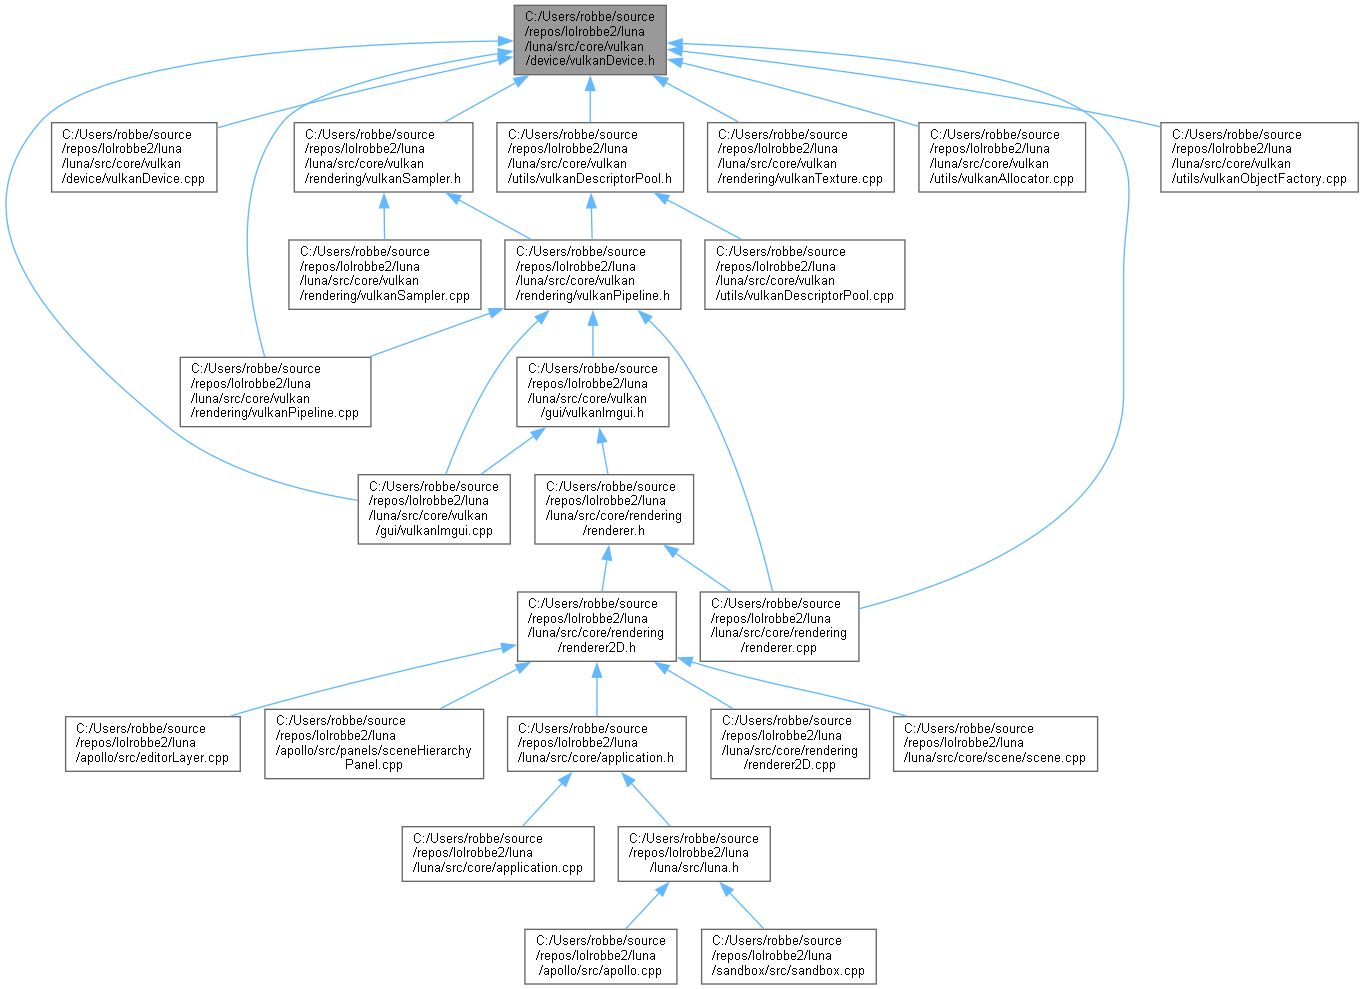 C:/Users/robbe/source
/repos/lolrobbe2/luna
/luna/src/core/vulkan
/device/vulkanDevice.h
C:/Users/robbe/source
/repos/lolrobbe2/luna
/luna/src/core/vulkan
/device/vulkanDevice.cpp
C:/Users/robbe/source
/repos/lolrobbe2/luna
/luna/src/core/vulkan
/rendering/vulkanSampler.h
C:/Users/robbe/source
/repos/lolrobbe2/luna
/luna/src/core/vulkan
/utils/vulkanDescriptorPool.h
C:/Users/robbe/source
/repos/lolrobbe2/luna
/luna/src/core/vulkan
/rendering/vulkanTexture.cpp
C:/Users/robbe/source
/repos/lolrobbe2/luna
/luna/src/core/vulkan
/utils/vulkanAllocator.cpp
C:/Users/robbe/source
/repos/lolrobbe2/luna
/luna/src/core/vulkan
/utils/vulkanObjectFactory.cpp
C:/Users/robbe/source
/repos/lolrobbe2/luna
/luna/src/core/vulkan
/rendering/vulkanSampler.cpp
C:/Users/robbe/source
/repos/lolrobbe2/luna
/luna/src/core/vulkan
/rendering/vulkanPipeline.h
C:/Users/robbe/source
/repos/lolrobbe2/luna
/luna/src/core/vulkan
/utils/vulkanDescriptorPool.cpp
C:/Users/robbe/source
/repos/lolrobbe2/luna
/luna/src/core/vulkan
/rendering/vulkanPipeline.cpp
C:/Users/robbe/source
/repos/lolrobbe2/luna
/luna/src/core/vulkan
/gui/vulkanImgui.h
C:/Users/robbe/source
/repos/lolrobbe2/luna
/luna/src/core/vulkan
/gui/vulkanImgui.cpp
C:/Users/robbe/source
/repos/lolrobbe2/luna
/luna/src/core/rendering
/renderer.h
C:/Users/robbe/source
/repos/lolrobbe2/luna
/luna/src/core/rendering
/renderer2D.h
C:/Users/robbe/source
/repos/lolrobbe2/luna
/luna/src/core/rendering
/renderer.cpp
C:/Users/robbe/source
/repos/lolrobbe2/luna
/apollo/src/editorLayer.cpp
C:/Users/robbe/source
/repos/lolrobbe2/luna
/apollo/src/panels/sceneHierarchy
Panel.cpp
C:/Users/robbe/source
/repos/lolrobbe2/luna
/luna/src/core/application.h
C:/Users/robbe/source
/repos/lolrobbe2/luna
/luna/src/core/rendering
/renderer2D.cpp
C:/Users/robbe/source
/repos/lolrobbe2/luna
/luna/src/core/scene/scene.cpp
C:/Users/robbe/source
/repos/lolrobbe2/luna
/luna/src/core/application.cpp
C:/Users/robbe/source
/repos/lolrobbe2/luna
/luna/src/luna.h
C:/Users/robbe/source
/repos/lolrobbe2/luna
/apollo/src/apollo.cpp
C:/Users/robbe/source
/repos/lolrobbe2/luna
/sandbox/src/sandbox.cpp